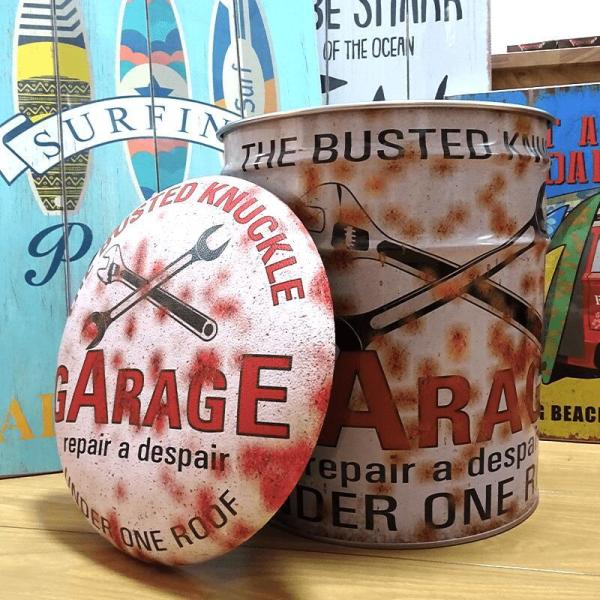 BE SHARK
OF THE OCEAN
SURFIN
Surf
THE BUSTED KNU
BUSTED KNUCKLE
GARAGE
repair a despair
UNDER ONE ROOF
ARAG
repair a despa
DER ONE R
G BEACH